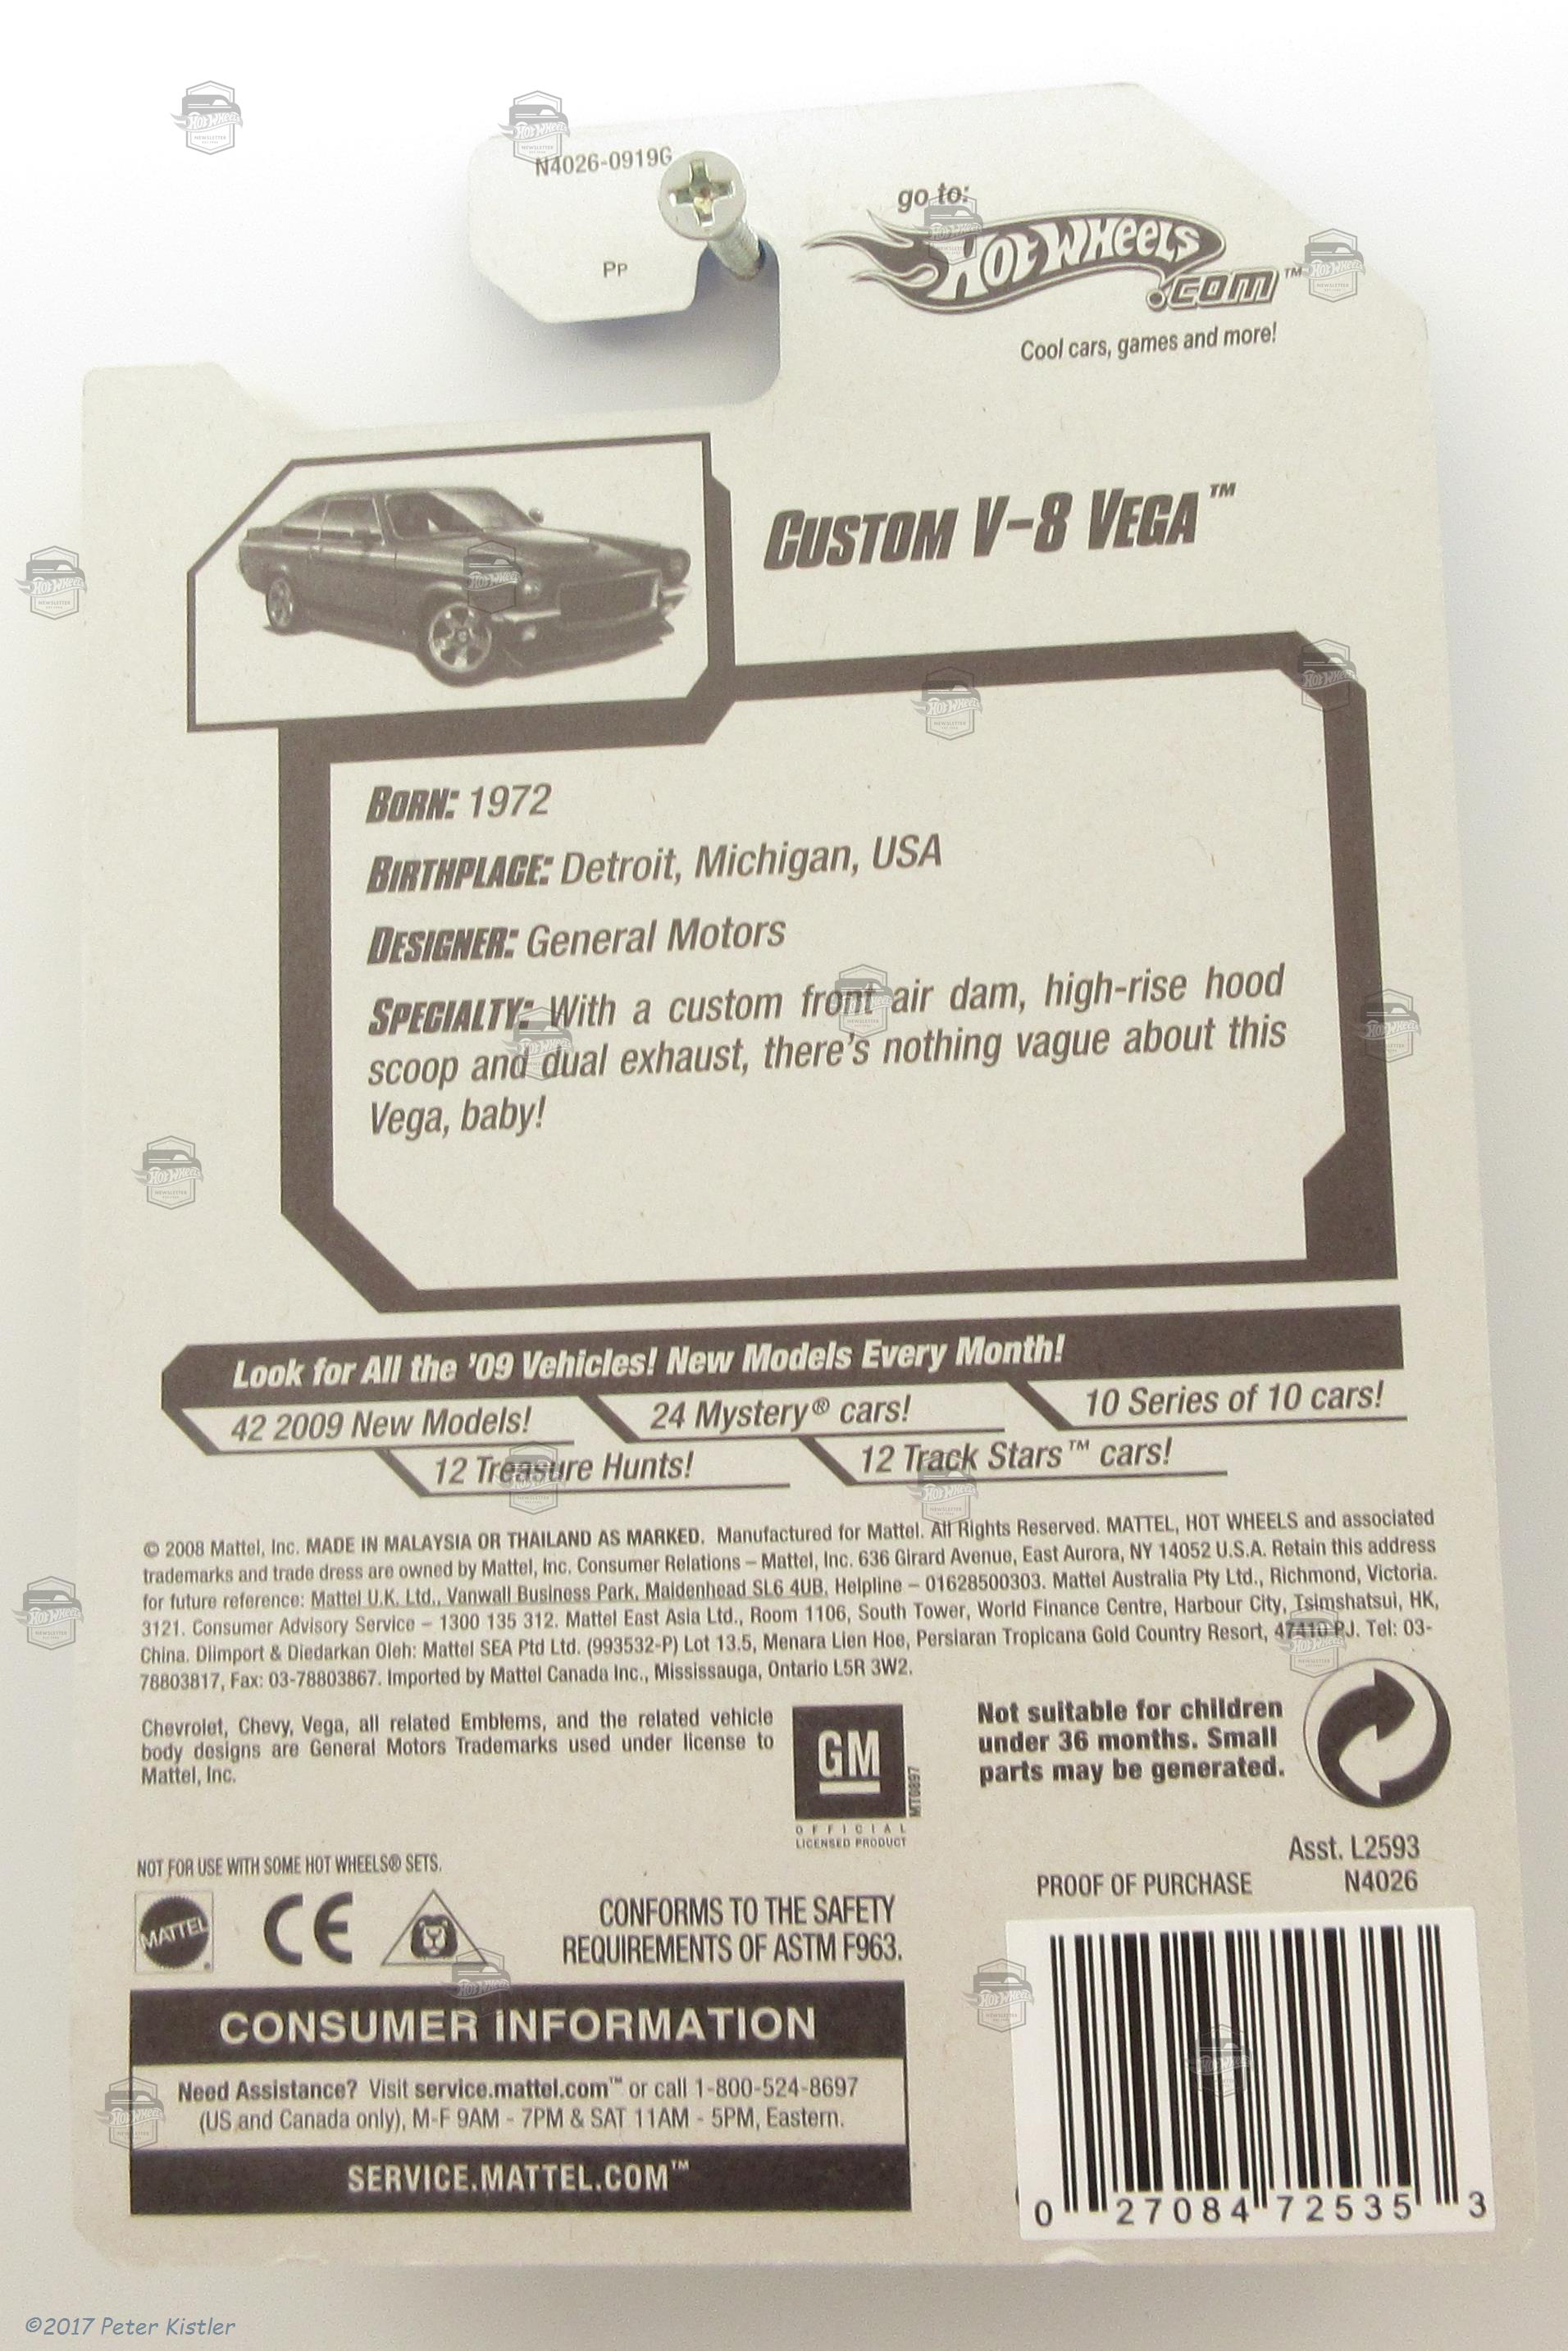 N4026-0919G
PP
go to:
Hot Wheels
.com™
Cool cars, games and more!
CUSTOM V-8 VEGA™
BORN: 1972
BIRTHPLACE: Detroit, Michigan, USA
DESIGNER: General Motors
SPECIALTY: With a custom front air dam, high-rise hood
scoop and dual exhaust, there's nothing vague about this
Vega, baby!
Look for All the '09 Vehicles! New Models Every Month!
42 2009 New Models!
24 Mystery® cars!
10 Series of 10 cars!
12 Treasure Hunts!
12 Track Stars™ cars!
© 2008 Mattel, Inc. MADE IN MALAYSIA OR THAILAND AS MARKED. Manufactured for Mattel. All Rights Reserved. MATTEL, HOT WHEELS and associated
trademarks and trade dress are owned by Mattel, Inc. Consumer Relations – Mattel, Inc. 636 Girard Avenue, East Aurora, NY 14052 U.S.A. Retain this address
for future reference: Mattel U.K. Ltd., Vanwall Business Park, Maidenhead SL6 4UB, Helpline – 01628500303. Mattel Australia Pty Ltd., Richmond, Victoria.
3121. Consumer Advisory Service – 1300 135 312. Mattel East Asia Ltd., Room 1106, South Tower, World Finance Centre, Harbour City, Tsimshatsui, HK,
China. Diimport & Diedarkan Oleh: Mattel SEA Ptd Ltd. (993532-P) Lot 13.5, Menara Lien Hoe, Persiaran Tropicana Gold Country Resort, 47410 PJ. Tel: 03-
78803817, Fax: 03-78803867. Imported by Mattel Canada Inc., Mississauga, Ontario L5R 3W2.
Chevrolet, Chevy, Vega, all related Emblems, and the related vehicle
body designs are General Motors Trademarks used under license to
Mattel, Inc.
GM
MT0897
OFFICIAL
LICENSED PRODUCT
Not suitable for children
under 36 months. Small
parts may be generated.
Asst. L2593
PROOF OF PURCHASE N4026
NOT FOR USE WITH SOME HOT WHEELS® SETS.
MATTEL
CE
CONFORMS TO THE SAFETY
REQUIREMENTS OF ASTM F963.
CONSUMER INFORMATION
Need Assistance? Visit service.mattel.com™ or call 1-800-524-8697
(US and Canada only), M-F 9AM - 7PM & SAT 11AM - 5PM, Eastern.
SERVICE.MATTEL.COM™
0 27084 72535 3
©2017 Peter Kistler